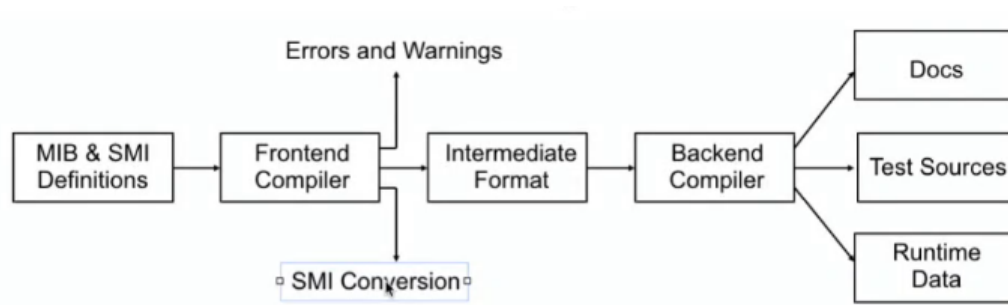 Errors and Warnings
Docs
MIB & SMI
Definitions
Frontend
Compiler
Intermediate
Format
Backend
Compiler
Test Sources
SMI Conversion
Runtime
Data